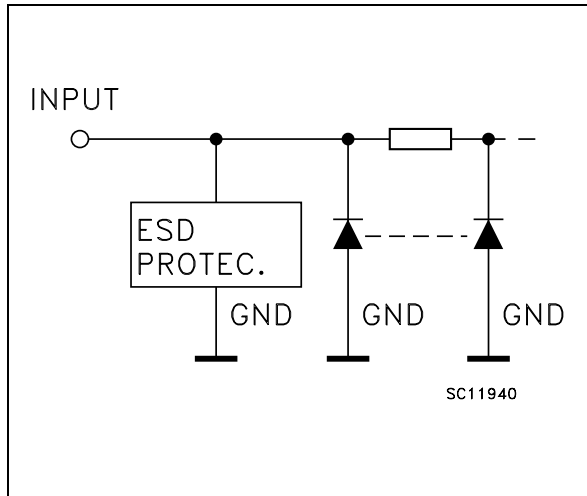 INPUT
ESD
PROTEC.
GND
GND
GND
SC11940